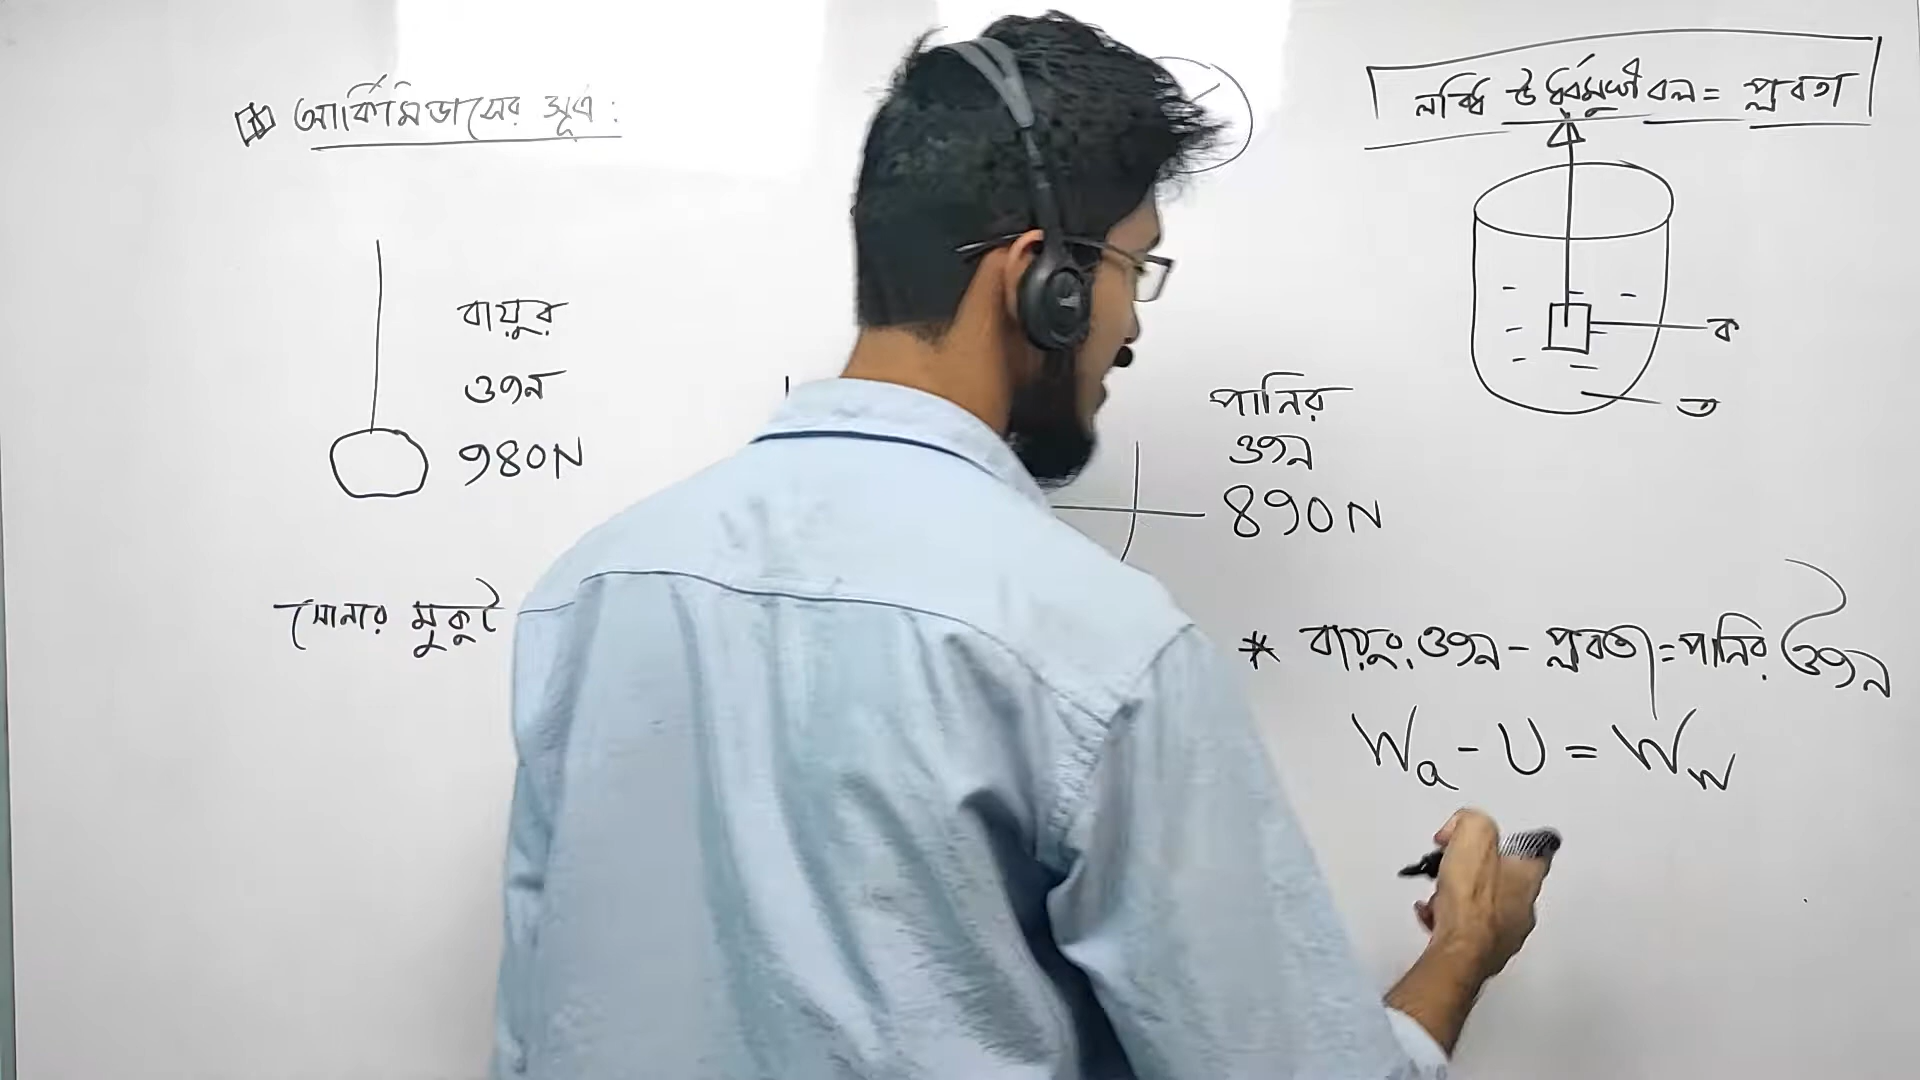 আর্কিমিডাসের সূত্র :
লব্ধি ঊর্ধ্বমুখী বল = প্লবতা
ক
ত
বায়ুর
ওজন
980N
পানির
ওজন
890N
সোনার মুকুট
* বায়ুর ওজন - প্লবতা = পানির ওজন
Wa - U = Ww